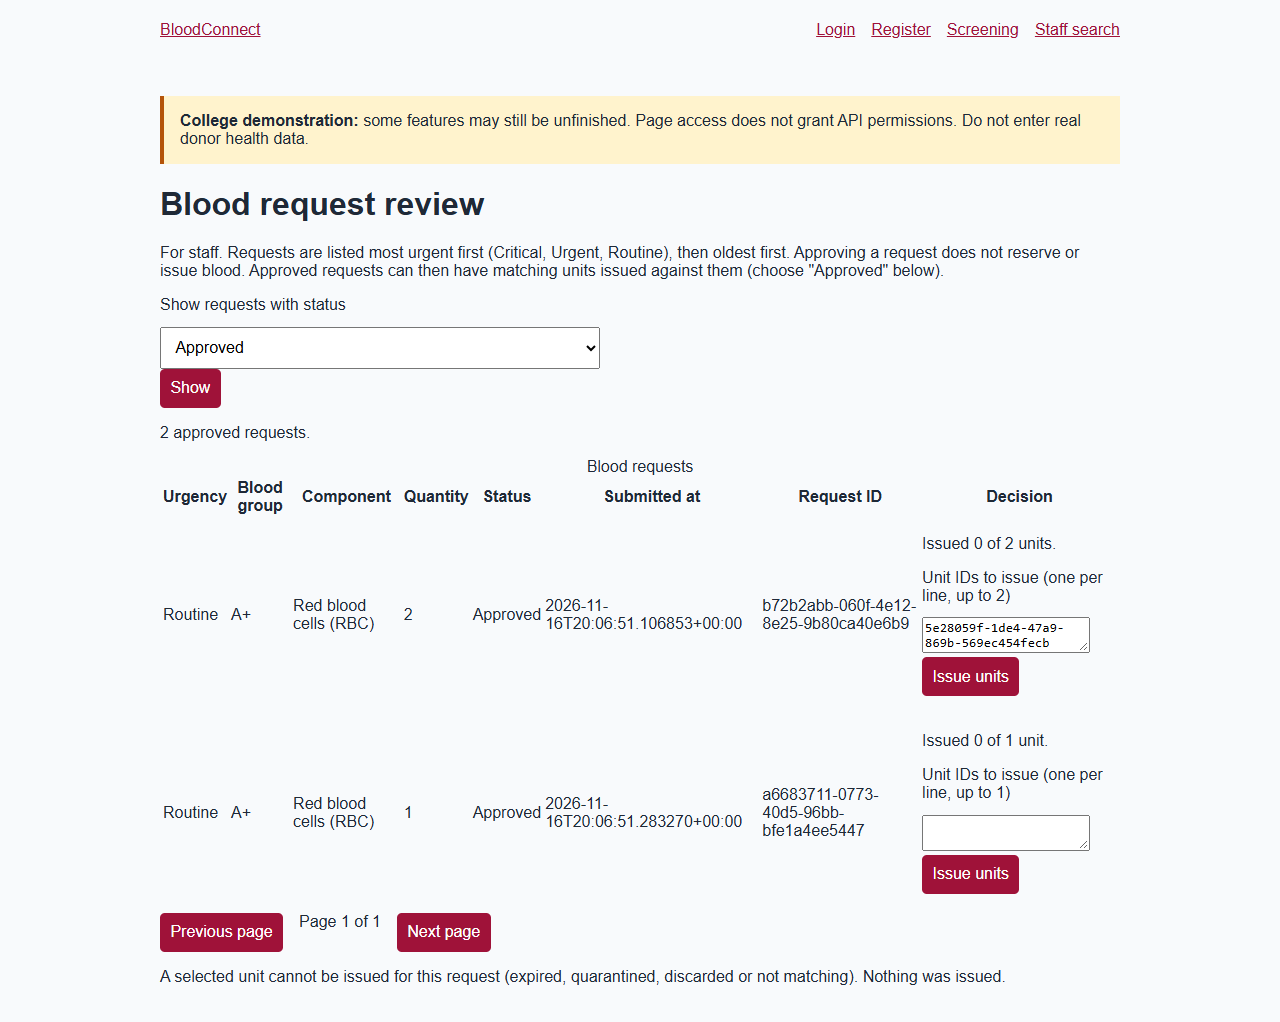 BloodConnect
Login Register Screening Staff search
College demonstration: some features may still be unfinished. Page access does not grant API permissions. Do not enter real
donor health data.
Blood request review
For staff. Requests are listed most urgent first (Critical, Urgent, Routine), then oldest first. Approving a request does not reserve or
issue blood. Approved requests can then have matching units issued against them (choose "Approved" below).
Show requests with status
Approved
Show
2 approved requests.
Blood requests
Urgency Blood group Component Quantity Status Submitted at Request ID Decision
Issued 0 of 2 units.
Unit IDs to issue (one per
line, up to 2)
Routine A+ Red blood cells (RBC) 2 Approved 2026-11-16T20:06:51.106853+00:00 b72b2abb-060f-4e12-8e25-9b80ca40e6b9
5e28059f-1de4-47a9-
869b-569ec454fecb
Issue units
Issued 0 of 1 unit.
Unit IDs to issue (one per
line, up to 1)
Routine A+ Red blood cells (RBC) 1 Approved 2026-11-16T20:06:51.283270+00:00 a6683711-0773-40d5-96bb-bfe1a4ee5447
Issue units
Previous page Page 1 of 1 Next page
A selected unit cannot be issued for this request (expired, quarantined, discarded or not matching). Nothing was issued.